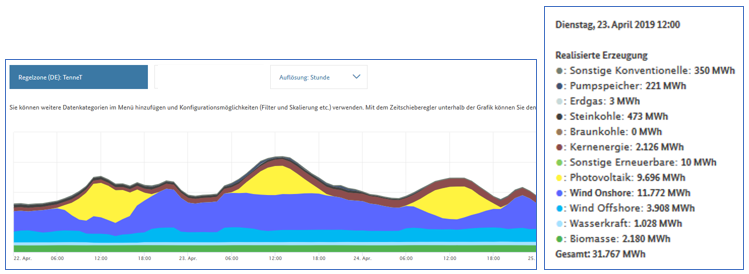 Regelzone (DE): TenneT
Auflösung: Stunde
Sie können weitere Datenkategorien im Menü hinzufügen und Konfigurationsmöglichkeiten (Filter und Skalierung etc.) verwenden. Mit dem Zeitschieberegler unterhalb der Grafik können Sie den
22. Apr. 06:00 12:00 18:00 23. Apr. 06:00 12:00 18:00 24. Apr. 06:00 12:00 18:00 25.
Dienstag, 23. April 2019 12:00
Realisierte Erzeugung
: Sonstige Konventionelle: 350 MWh
: Pumpspeicher: 221 MWh
: Erdgas: 3 MWh
: Steinkohle: 473 MWh
: Braunkohle: 0 MWh
: Kernenergie: 2.126 MWh
: Sonstige Erneuerbare: 10 MWh
: Photovoltaik: 9.696 MWh
: Wind Onshore: 11.772 MWh
: Wind Offshore: 3.908 MWh
: Wasserkraft: 1.028 MWh
: Biomasse: 2.180 MWh
Gesamt: 31.767 MWh